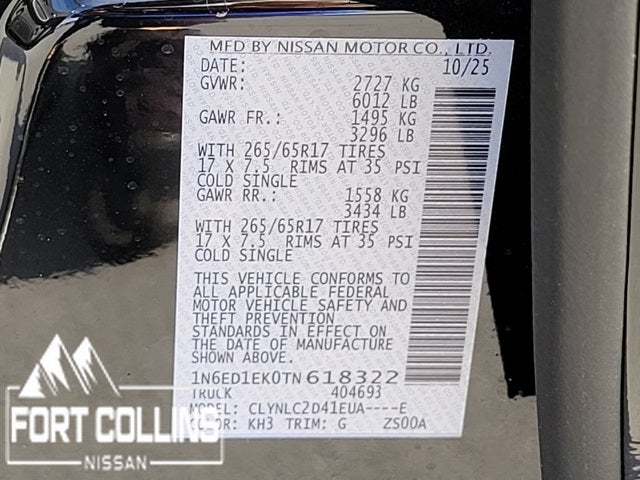 MFD BY NISSAN MOTOR CO., LTD.
DATE: 10/25
GVWR: 2727 KG
6012 LB
GAWR FR.: 1495 KG
3296 LB
WITH 265/65R17 TIRES
17 X 7.5 RIMS AT 35 PSI
COLD SINGLE
GAWR RR.: 1558 KG
3434 LB
WITH 265/65R17 TIRES
17 X 7.5 RIMS AT 35 PSI
COLD SINGLE
THIS VEHICLE CONFORMS TO
ALL APPLICABLE FEDERAL
MOTOR VEHICLE SAFETY AND
THEFT PREVENTION
STANDARDS IN EFFECT ON
THE DATE OF MANUFACTURE
SHOWN ABOVE.
1N6ED1EK0TN618322
TRUCK 404693
MODEL: CLYNLC2D41EUA----E
COLOR: KH3 TRIM: G ZS00A
FORT COLLINS
NISSAN